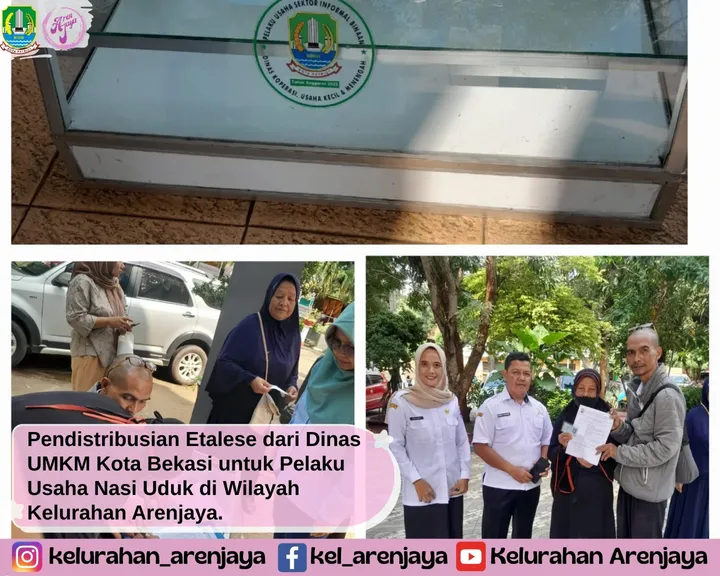 PELAKU USAHA SEKTOR INFORMAL BINAAN
DINAS KOPERASI, USAHA KECIL & MENENGAH
Pendistribusian Etalese dari Dinas
UMKM Kota Bekasi untuk Pelaku
Usaha Nasi Uduk di Wilayah
Kelurahan Arenjaya.
kelurahan_arenjaya kel_arenjaya Kelurahan Arenjaya